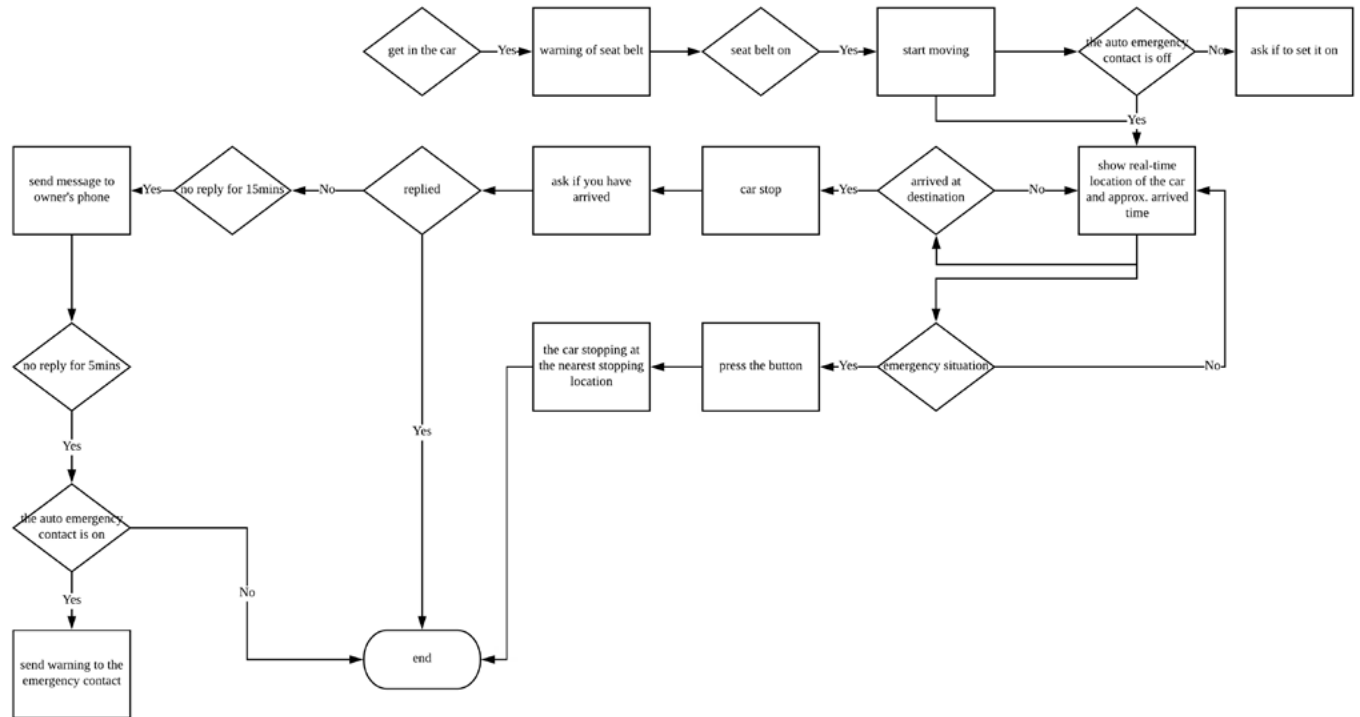 get in the car
Yes
warning of seat belt
seat belt on
Yes
start moving
the auto emergency
contact is off
No
ask if to set it on
Yes
send message to
owner's phone
Yes
no reply for 15mins
No
replied
ask if you have
arrived
car stop
Yes
arrived at
destination
No
show real-time
location of the car
and approx. arrived
time
no reply for 5mins
the car stopping at
the nearest stopping
location
press the button
Yes
emergency situation
No
Yes
Yes
the auto emergency
contact is on
No
Yes
send warning to the
emergency contact
end